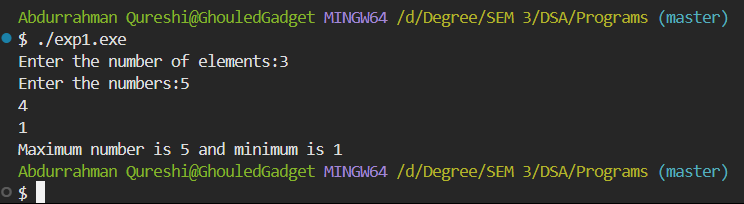 Abdurrahman Qureshi@GhouledGadget MINGW64 /d/Degree/SEM 3/DSA/Programs (master)
$ ./exp1.exe
Enter the number of elements:3
Enter the numbers:5
4
1
Maximum number is 5 and minimum is 1
Abdurrahman Qureshi@GhouledGadget MINGW64 /d/Degree/SEM 3/DSA/Programs (master)
$